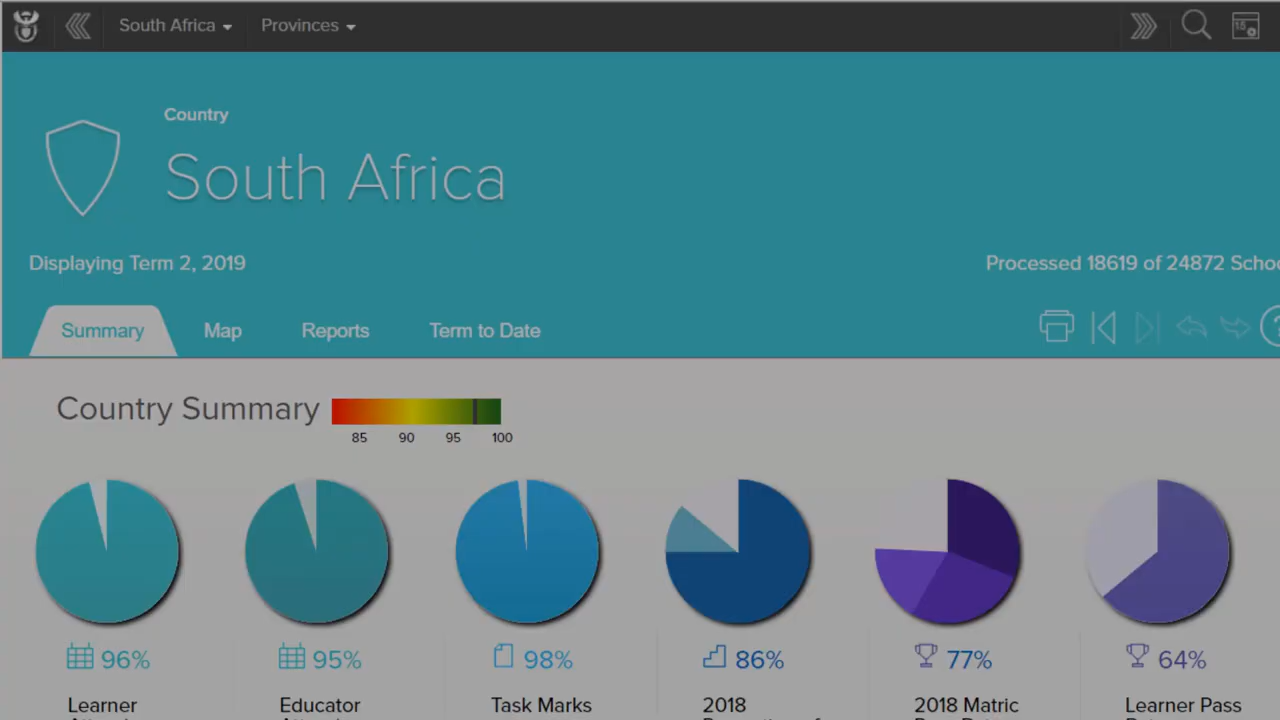 South Africa Provinces
15
Country
South Africa
Displaying Term 2, 2019 Processed 18619 of 24872
Summary Map Reports Term to Date
?
Country Summary
85 90 95 100
96% 95% 98% 86% 77% 64%
Learner Educator Task Marks 2018 2018 Matric Learner Pass